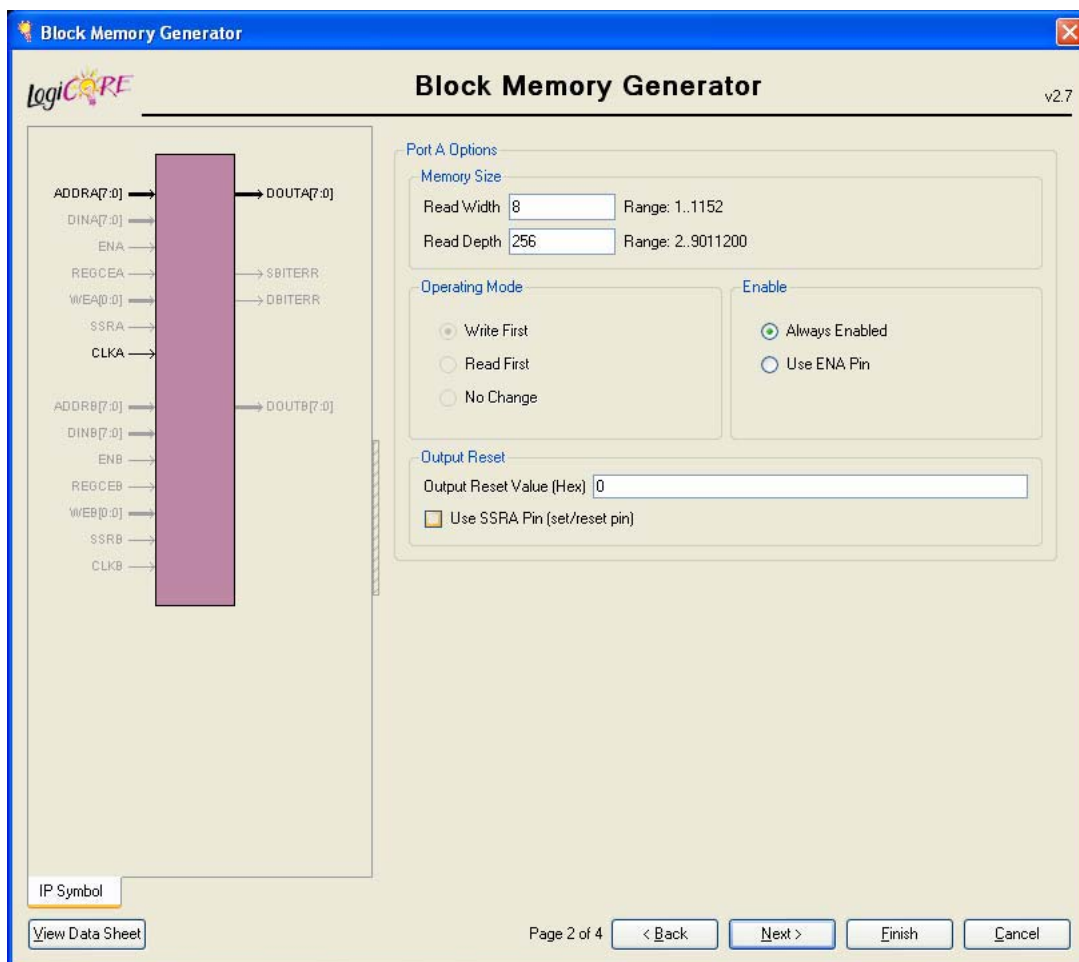 Block Memory Generator
LogiCORE
Block Memory Generator
v2.7
ADDRA[7:0]
DOUTA[7:0]
DINA[7:0]
ENA
REGCEA
SBITERR
WEA[0:0]
DBITERR
SSRA
CLKA
ADDRB[7:0]
DOUTB[7:0]
DINB[7:0]
ENB
REGCEB
WEB[0:0]
SSRB
CLKB
IP Symbol
Port A Options
Memory Size
Read Width 8 Range: 1..1152
Read Depth 256 Range: 2..9011200
Operating Mode
Write First
Read First
No Change
Enable
Always Enabled
Use ENA Pin
Output Reset
Output Reset Value (Hex) 0
Use SSRA Pin (set/reset pin)
View Data Sheet
Page 2 of 4
< Back
Next >
Finish
Cancel